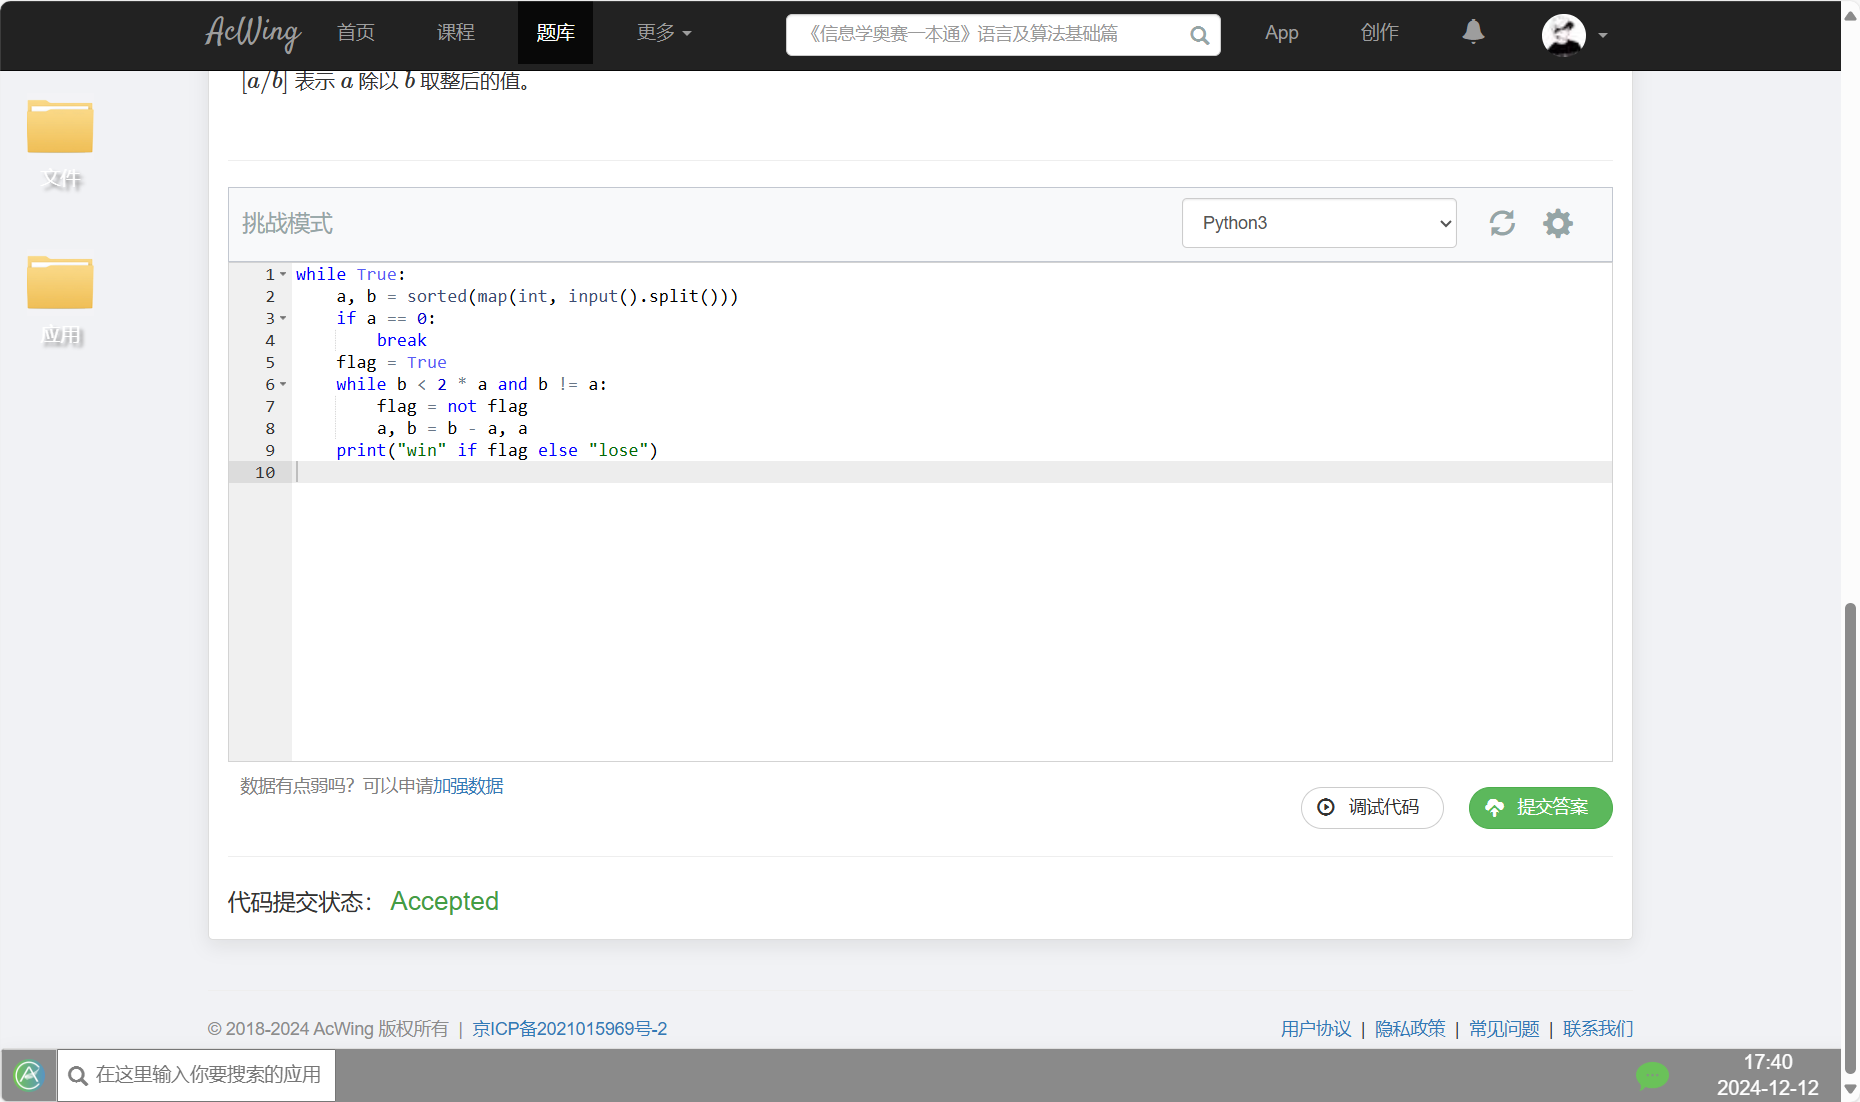 AcWing 首页 课程 题库 更多 《信息学奥赛一本通》语言及算法基础篇 App 创作
[a/b] 表示 a 除以 b 取整后的值。
文件
应用
挑战模式 Python3
1 while True:
2     a, b = sorted(map(int, input().split()))
3     if a == 0:
4         break
5     flag = True
6     while b < 2 * a and b != a:
7         flag = not flag
8         a, b = b - a, a
9     print("win" if flag else "lose")
10
数据有点弱吗？可以申请加强数据
调试代码 提交答案
代码提交状态： Accepted
© 2018-2024 AcWing 版权所有 | 京ICP备2021015969号-2
用户协议 | 隐私政策 | 常见问题 | 联系我们
在这里输入你要搜索的应用
17:40
2024-12-12